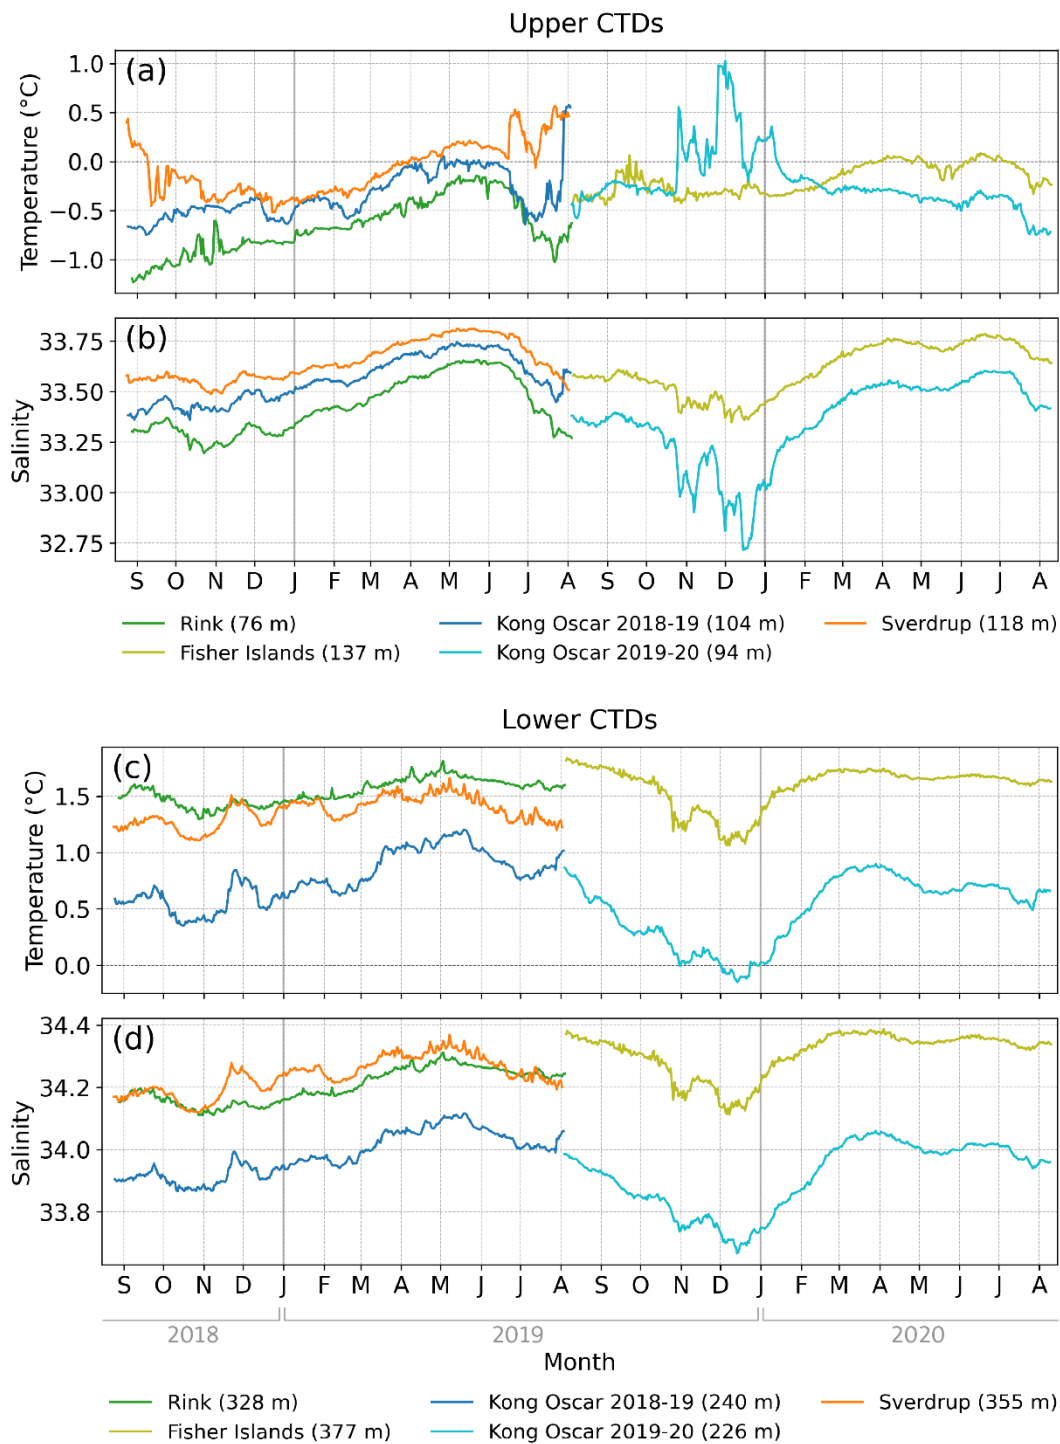 Upper CTDs
(a)
Temperature (°C)
1.0
0.5
0.0
−0.5
−1.0
(b)
Salinity
33.75
33.50
33.25
33.00
32.75
S O N D J F M A M J J A S O N D J F M A M J J A
Rink (76 m) Kong Oscar 2018-19 (104 m) Sverdrup (118 m)
Fisher Islands (137 m) Kong Oscar 2019-20 (94 m)
Lower CTDs
(c)
Temperature (°C)
1.5
1.0
0.5
0.0
(d)
Salinity
34.4
34.2
34.0
33.8
S O N D J F M A M J J A S O N D J F M A M J J A
2018 2019 2020
Month
Rink (328 m) Kong Oscar 2018-19 (240 m) Sverdrup (355 m)
Fisher Islands (377 m) Kong Oscar 2019-20 (226 m)